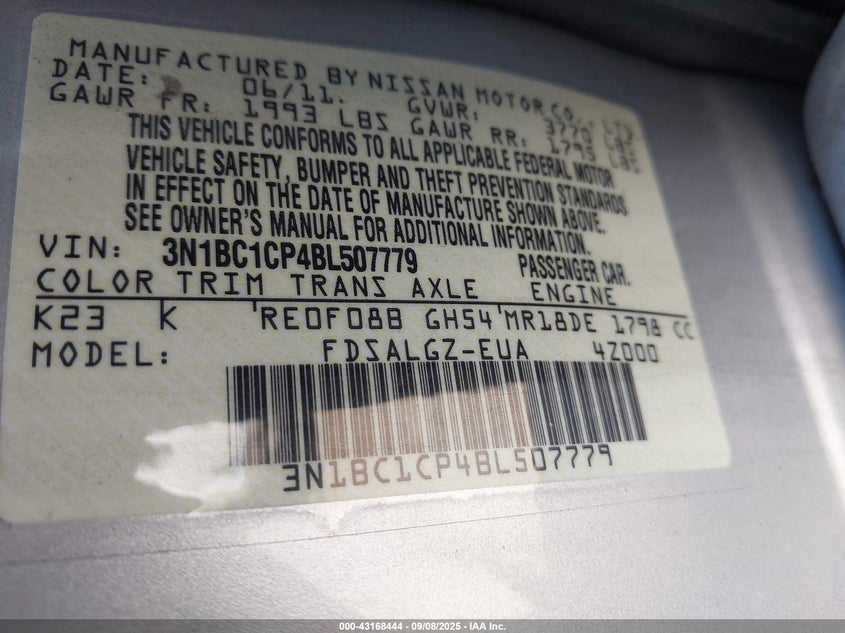 MANUFACTURED BY NISSAN MOTOR CO., LTD
DATE: 06/11. GVWR: 3770 LBS
GAWR FR: 1993 LBS GAWR RR: 1795 LBS
THIS VEHICLE CONFORMS TO ALL APPLICABLE FEDERAL MOTOR
VEHICLE SAFETY, BUMPER AND THEFT PREVENTION STANDARDS
IN EFFECT ON THE DATE OF MANUFACTURE SHOWN ABOVE.
SEE OWNER'S MANUAL FOR ADDITIONAL INFORMATION.
VIN: 3N1BC1CP4BL507779 PASSENGER CAR.
COLOR TRIM TRANS AXLE ENGINE
K23 K RE0F08B GH54 MR18DE 1798 CC
MODEL: FDSALGZ-EUA 4Z000
3N1BC1CP4BL507779
000-43168444 - 09/08/2025 - IAA Inc.